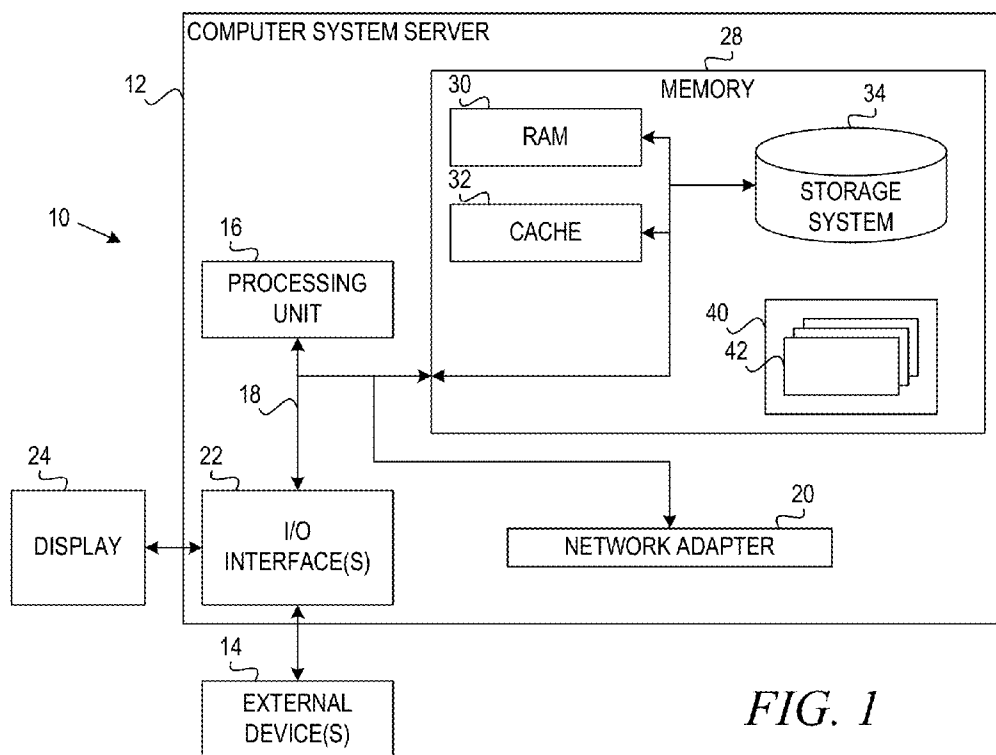 COMPUTER SYSTEM SERVER
28
12
MEMORY
30
RAM
34
32
CACHE
STORAGE
SYSTEM
10
16
PROCESSING
UNIT
40
42
18
24
22
20
DISPLAY
I/O
INTERFACE(S)
NETWORK ADAPTER
14
EXTERNAL
DEVICE(S)
FIG. 1